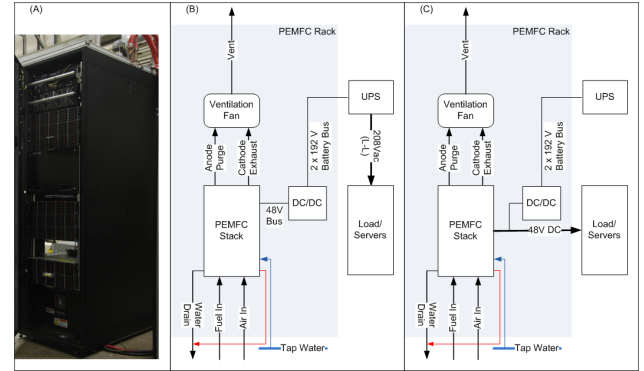 (A)
(B)
PEMFC Rack
Vent
Ventilation
Fan
UPS
Anode
Purge
Cathode
Exhaust
2 x 192 V
Battery Bus
208Vac
(L-L)
PEMFC
Stack
48V
Bus
DC/DC
Load/
Servers
Water
Drain
Fuel In
Air In
Tap Water
(C)
PEMFC Rack
Vent
Ventilation
Fan
UPS
Anode
Purge
Cathode
Exhaust
2 x 192 V
Battery Bus
DC/DC
PEMFC
Stack
48V DC
Load/
Servers
Water
Drain
Fuel In
Air In
Tap Water